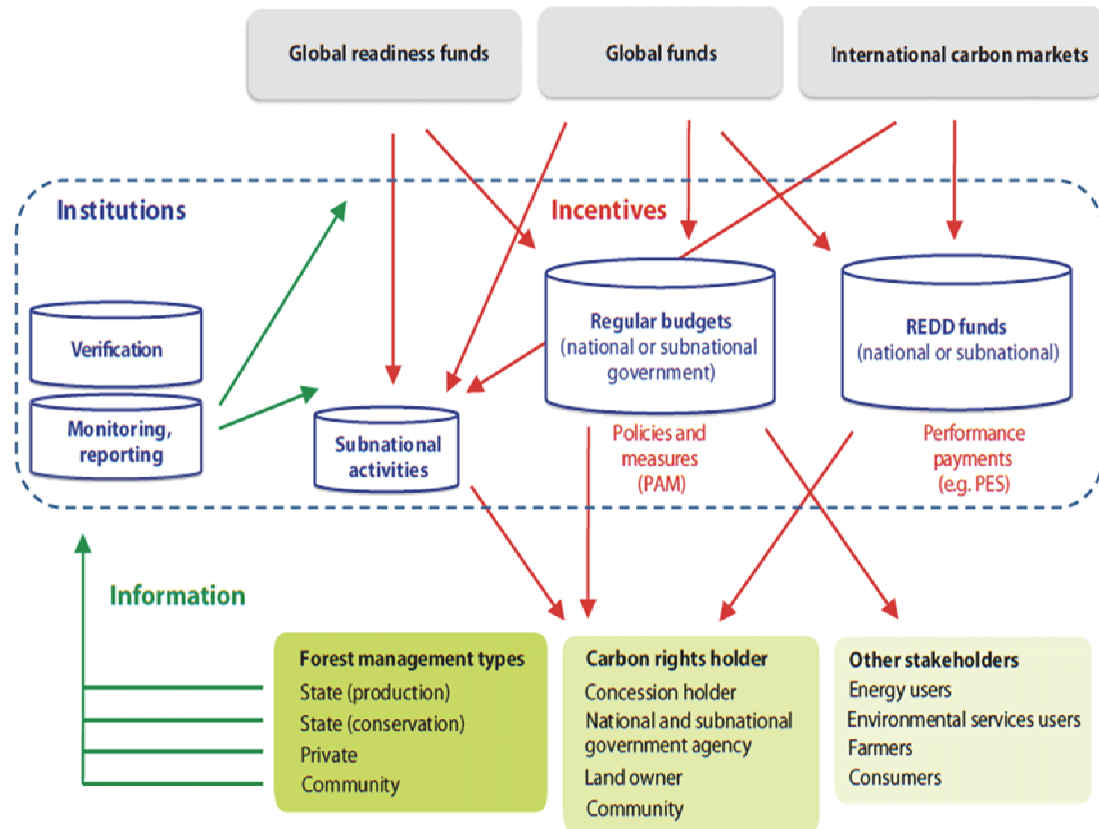 Global readiness funds
Global funds
International carbon markets
Institutions
Incentives
Verification
Monitoring,
reporting
Subnational
activities
Regular budgets
(national or subnational
government)
REDD funds
(national or subnational)
Policies and
measures
(PAM)
Performance
payments
(e.g. PES)
Information
Forest management types
State (production)
State (conservation)
Private
Community
Carbon rights holder
Concession holder
National and subnational
government agency
Land owner
Community
Other stakeholders
Energy users
Environmental services users
Farmers
Consumers